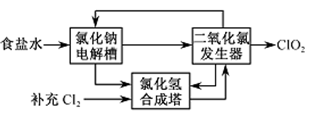 食盐水
氯化钠
电解槽
二氧化氯
发生器
ClO₂
补充 Cl₂
氯化氢
合成塔